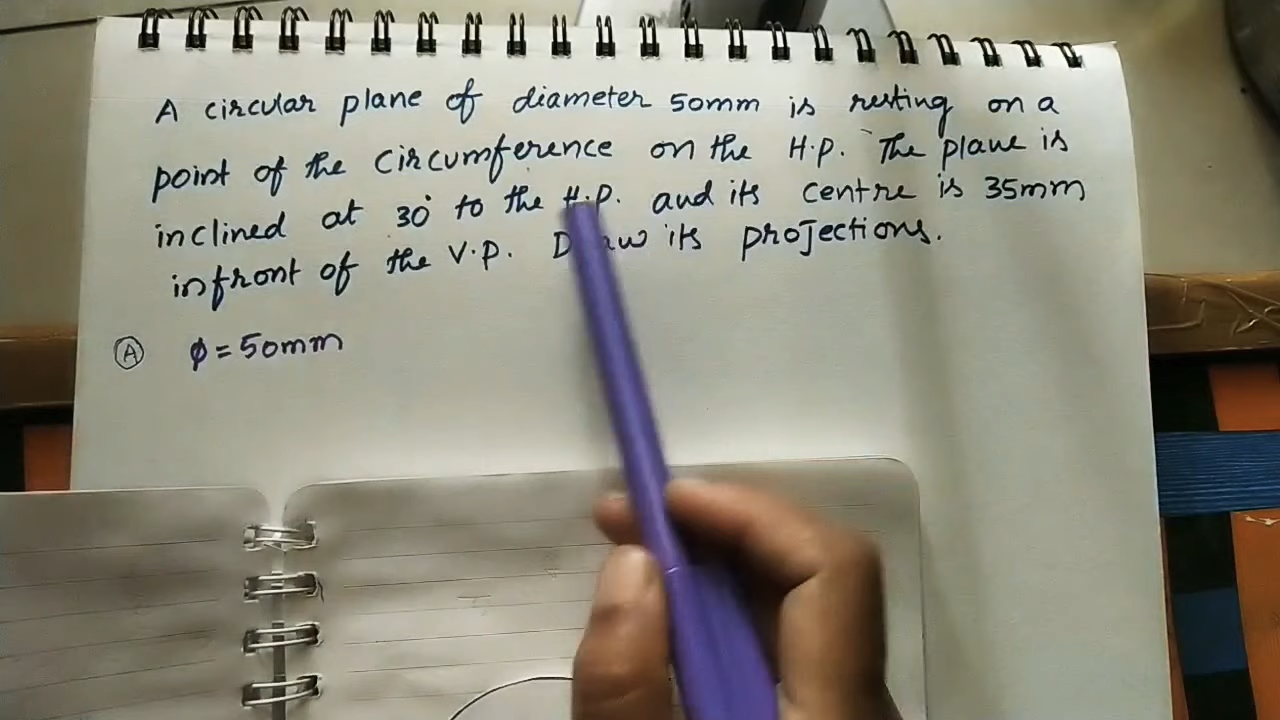 A circular plane of diameter 50mm is resting on a
point of the circumference on the H.P. The plane is
inclined at 30° to the H.P. and its centre is 35mm
infront of the V.P. its projections.
A ϕ = 50mm